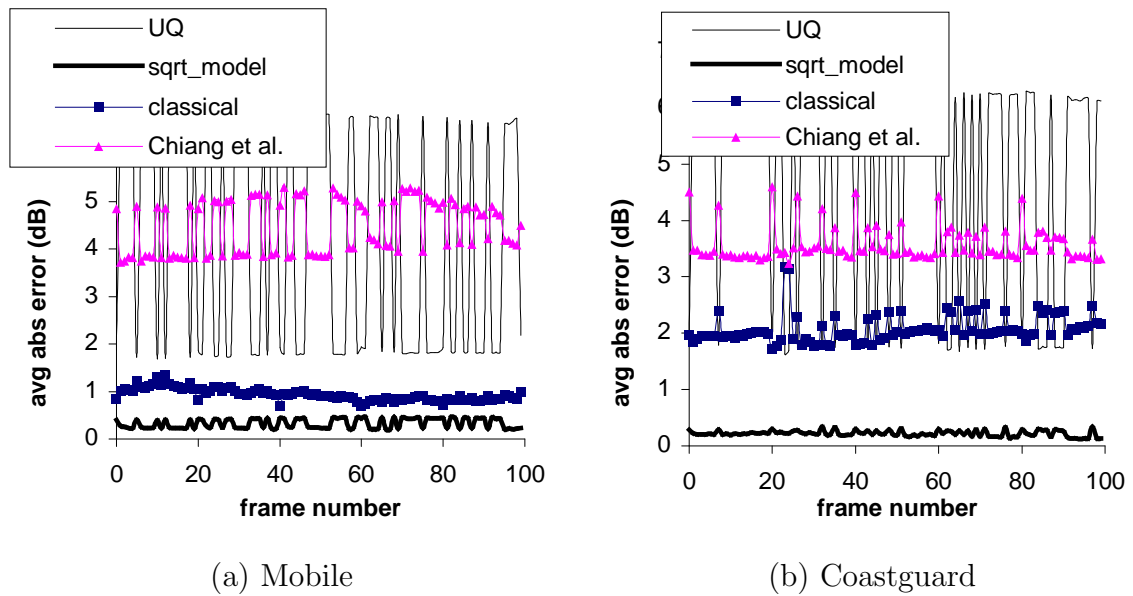 UQ
sqrt_model
classical
Chiang et al.
5
4
3
2
1
0
avg abs error (dB)
0 20 40 60 80 100
frame number
(a) Mobile
UQ
sqrt_model
classical
Chiang et al.
5
4
3
2
1
0
avg abs error (dB)
0 20 40 60 80 100
frame number
(b) Coastguard